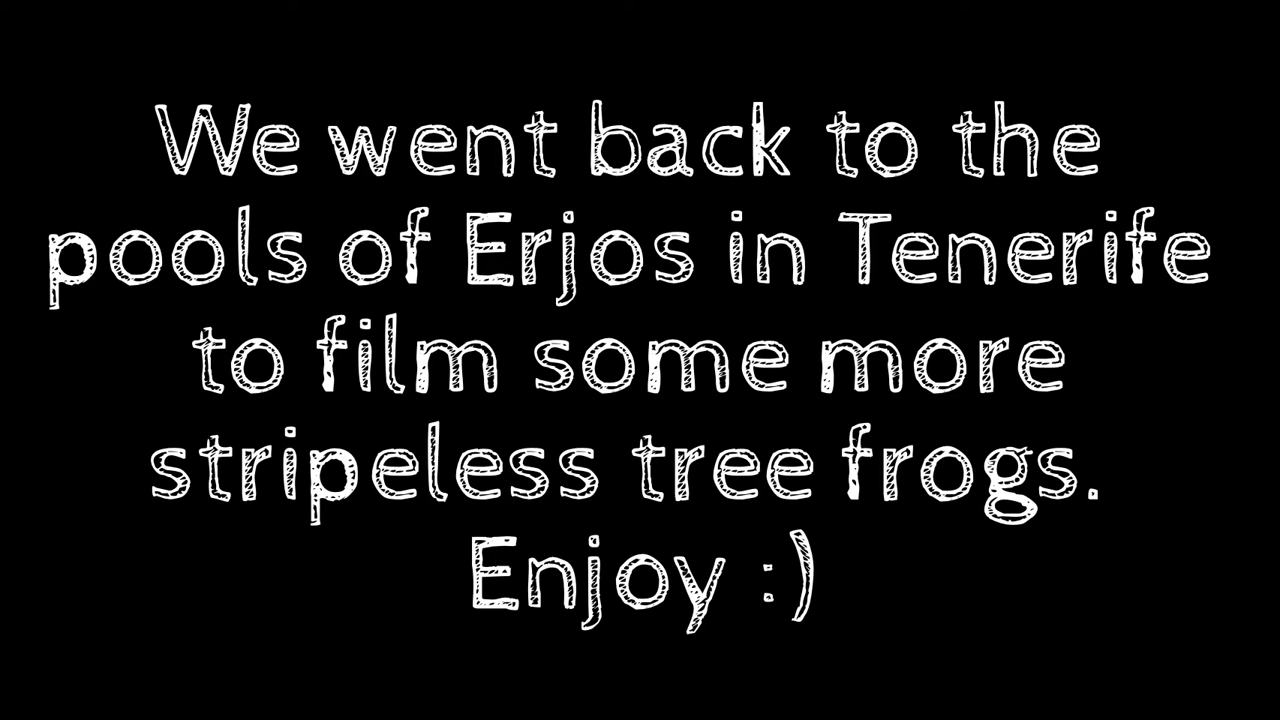 We went back to the
pools of Erjos in Tenerife
to film some more
stripeless tree frogs.
Enjoy :)